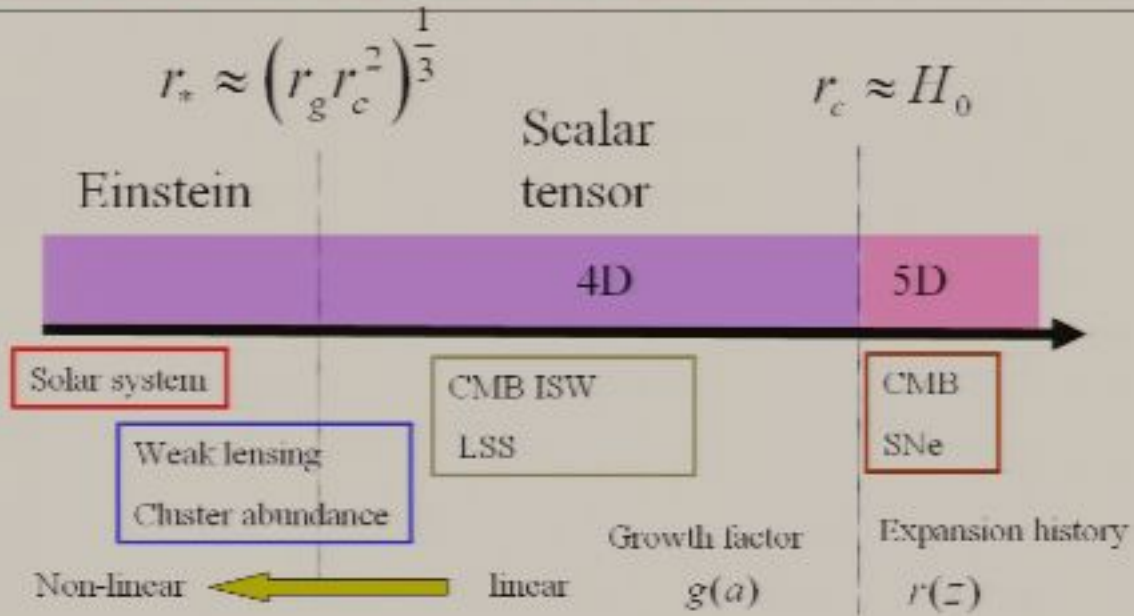 r_* ≈ (r_g r_c^2)^{1/3}
r_c ≈ H_0
Scalar
tensor
Einstein
4D
5D
Solar system
CMB ISW
LSS
CMB
SNe
Weak lensing
Cluster abundance
Growth factor
g(a)
Expansion history
r(z)
Non-linear
linear